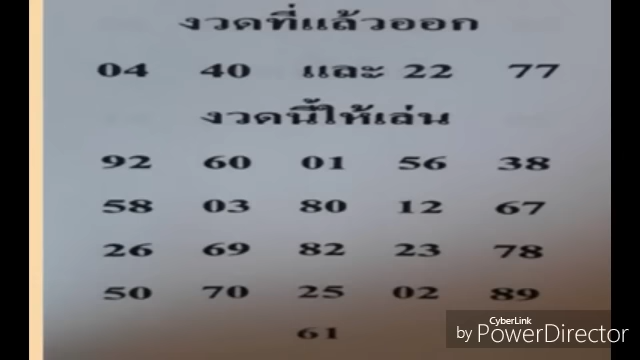 งวดที่แล้วออก
04 40 และ 22 77
งวดนี้ให้เล่น
92 60 01 56 38
58 03 80 12 67
26 69 82 23 78
50 70 25 02 89
61
CyberLink
by PowerDirector